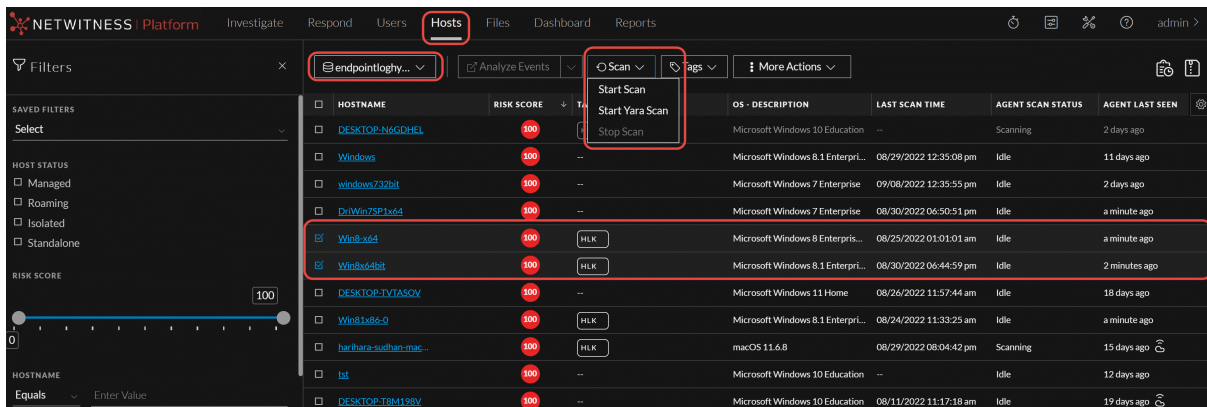 NETWITNESS Platform Investigate Respond Users Hosts Files Dashboard Reports admin >
Filters ×
endpointloghy... Analyze Events Scan Tags More Actions
SAVED FILTERS
Select
HOST STATUS
Managed
Roaming
Isolated
Standalone
RISK SCORE
100
0
HOSTNAME
Equals Enter Value
Start Scan
Start Yara Scan
Stop Scan
HOSTNAME RISK SCORE OS - DESCRIPTION LAST SCAN TIME AGENT SCAN STATUS AGENT LAST SEEN
DESKTOP-N6GDHEL 100 Microsoft Windows 10 Education -- Scanning 2 days ago
Windows 100 -- Microsoft Windows 8.1 Enterpri... 08/29/2022 12:35:08 pm Idle 11 days ago
windows732bit 100 -- Microsoft Windows 7 Enterprise 09/08/2022 12:35:55 pm Idle 2 days ago
DriWin7SP1x64 100 -- Microsoft Windows 7 Enterprise 08/30/2022 06:50:51 pm Idle a minute ago
Win8-x64 100 HLK Microsoft Windows 8 Enterpris... 08/25/2022 01:01:01 am Idle a minute ago
Win8x64bit 100 HLK Microsoft Windows 8.1 Enterpri... 08/30/2022 06:44:59 pm Idle 2 minutes ago
DESKTOP-TVTASOV 100 -- Microsoft Windows 11 Home 08/26/2022 11:57:44 am Idle 18 days ago
Win81x86-0 100 HLK Microsoft Windows 8.1 Enterpri... 08/24/2022 11:33:25 am Idle a minute ago
harihara-sudhan-mac... 100 HLK macOS 11.6.8 08/29/2022 08:04:42 pm Scanning 15 days ago
tst 100 -- Microsoft Windows 10 Education -- Idle 12 days ago
DESKTOP-T8M198V 100 -- Microsoft Windows 10 Education 08/11/2022 11:17:18 am Idle 19 days ago